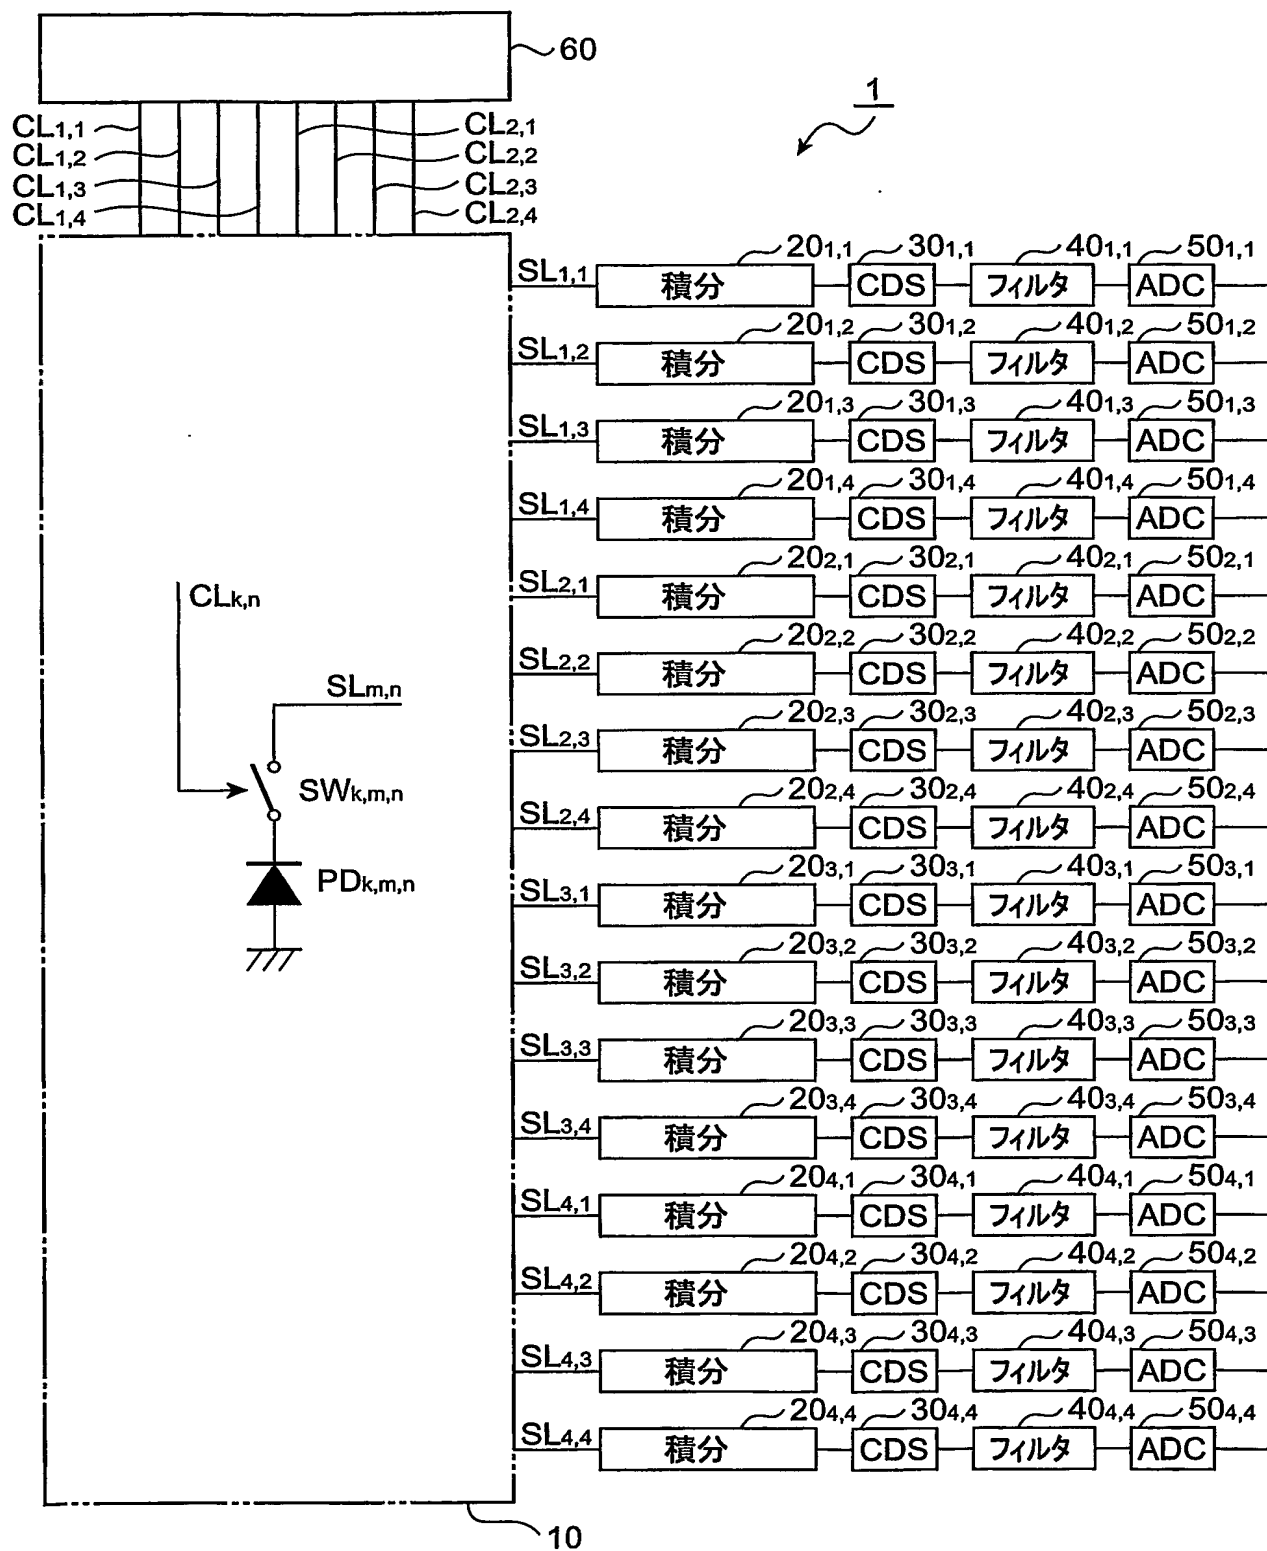 60
1
CL1,1
CL1,2
CL1,3
CL1,4
CL2,1
CL2,2
CL2,3
CL2,4
SL1,1 積分 201,1 CDS 301,1 フィルタ 401,1 ADC 501,1
SL1,2 積分 201,2 CDS 301,2 フィルタ 401,2 ADC 501,2
SL1,3 積分 201,3 CDS 301,3 フィルタ 401,3 ADC 501,3
SL1,4 積分 201,4 CDS 301,4 フィルタ 401,4 ADC 501,4
SL2,1 積分 202,1 CDS 302,1 フィルタ 402,1 ADC 502,1
SL2,2 積分 202,2 CDS 302,2 フィルタ 402,2 ADC 502,2
SL2,3 積分 202,3 CDS 302,3 フィルタ 402,3 ADC 502,3
SL2,4 積分 202,4 CDS 302,4 フィルタ 402,4 ADC 502,4
SL3,1 積分 203,1 CDS 303,1 フィルタ 403,1 ADC 503,1
SL3,2 積分 203,2 CDS 303,2 フィルタ 403,2 ADC 503,2
SL3,3 積分 203,3 CDS 303,3 フィルタ 403,3 ADC 503,3
SL3,4 積分 203,4 CDS 303,4 フィルタ 403,4 ADC 503,4
SL4,1 積分 204,1 CDS 304,1 フィルタ 404,1 ADC 504,1
SL4,2 積分 204,2 CDS 304,2 フィルタ 404,2 ADC 504,2
SL4,3 積分 204,3 CDS 304,3 フィルタ 404,3 ADC 504,3
SL4,4 積分 204,4 CDS 304,4 フィルタ 404,4 ADC 504,4
CLk,n
SLm,n
SWk,m,n
PDk,m,n
10